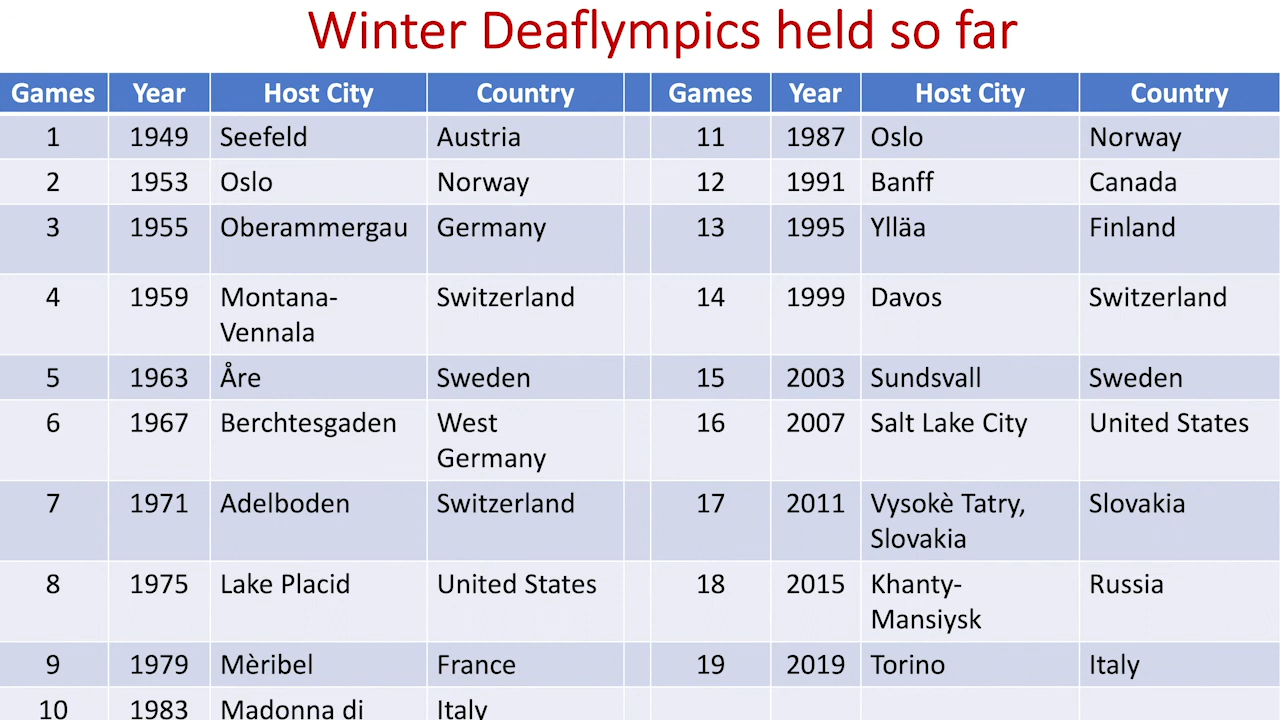 Winter Deaflympics held so far
Games Year Host City Country Games Year Host City Country
1 1949 Seefeld Austria 11 1987 Oslo Norway
2 1953 Oslo Norway 12 1991 Banff Canada
3 1955 Oberammergau Germany 13 1995 Ylläa Finland
4 1959 Montana- Switzerland 14 1999 Davos Switzerland
Vennala
5 1963 Åre Sweden 15 2003 Sundsvall Sweden
6 1967 Berchtesgaden West 16 2007 Salt Lake City United States
Germany
7 1971 Adelboden Switzerland 17 2011 Vysokè Tatry, Slovakia
Slovakia
8 1975 Lake Placid United States 18 2015 Khanty- Russia
Mansiysk
9 1979 Mèribel France 19 2019 Torino Italy
10 1983 Madonna di Italy